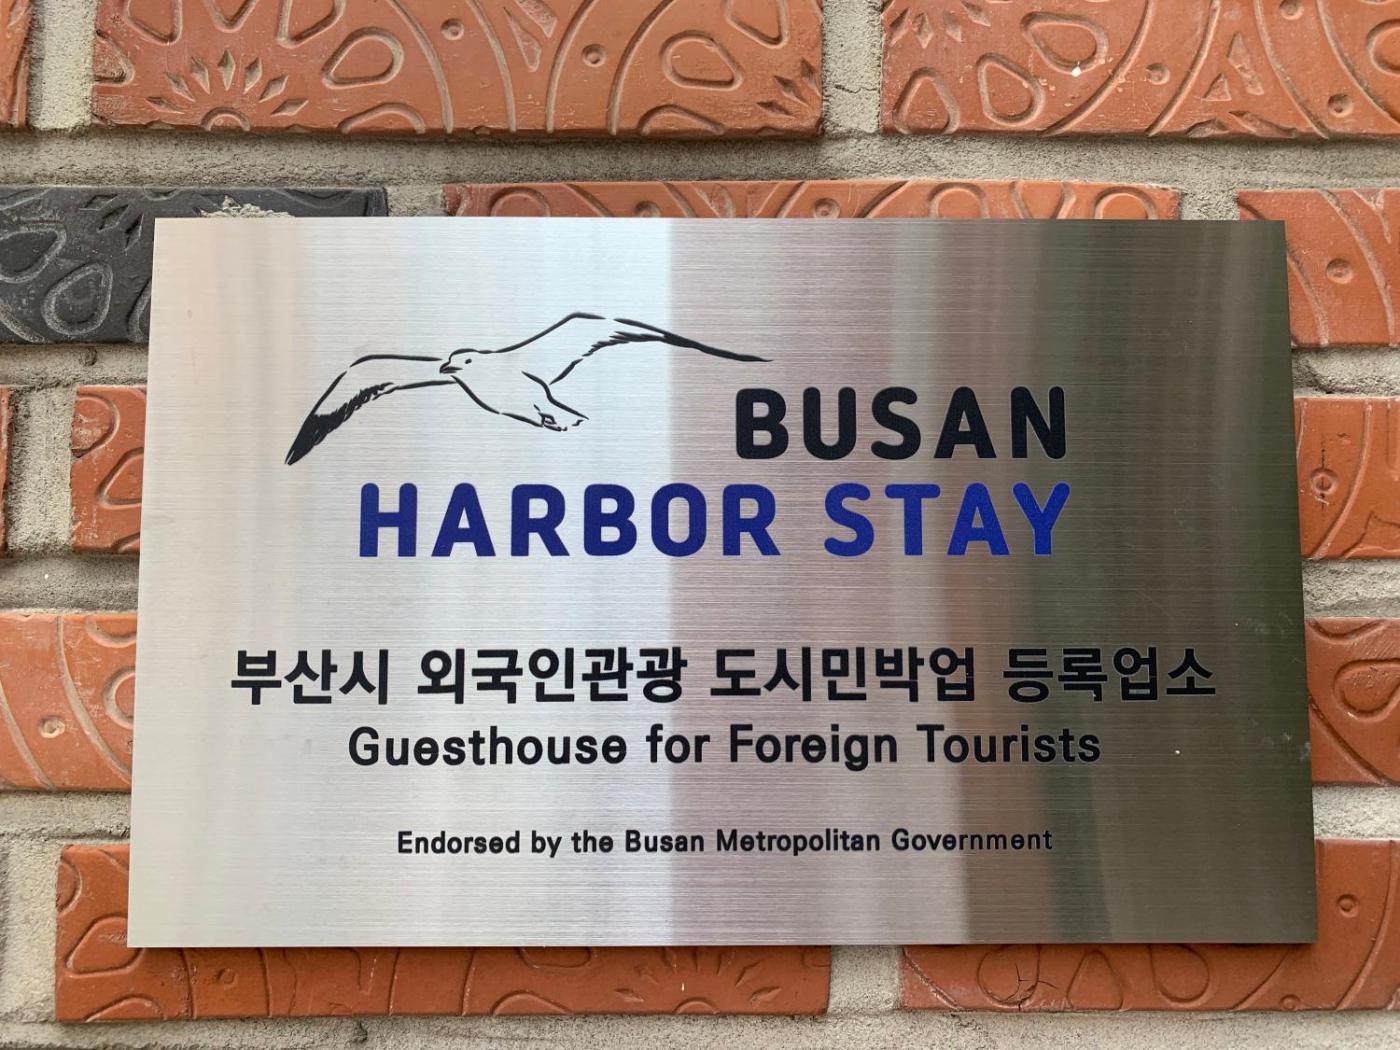 BUSAN
HARBOR STAY
부산시 외국인관광 도시민박업 등록업소
Guesthouse for Foreign Tourists
Endorsed by the Busan Metropolitan Government